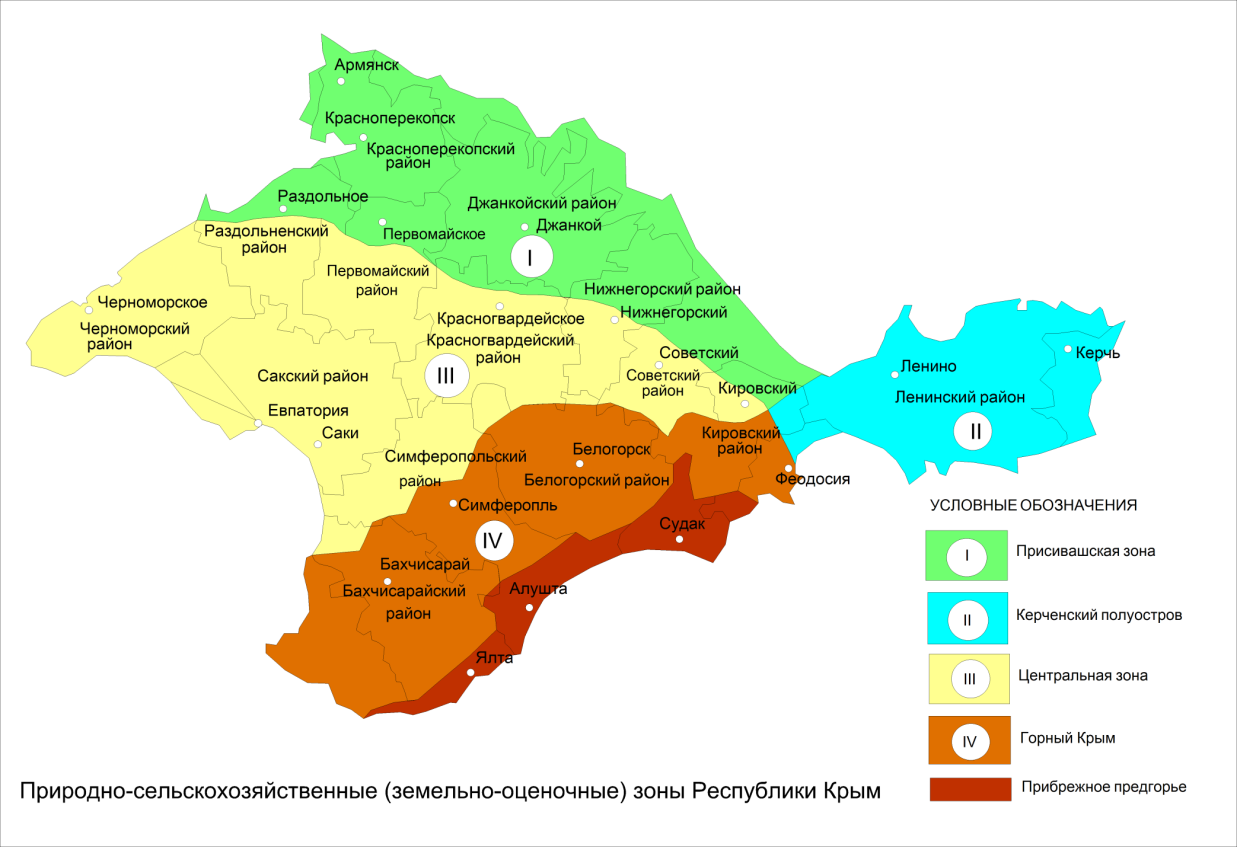 Армянск
Красноперекопск
Красноперекопский
район
Раздольное
Джанкойский район
Джанкой
Первомайское
Раздольненский
район
I
Первомайский
район
Нижнегорский район
Нижнегорский
Черноморское
Черноморский
район
Красногвардейское
Красногвардейский
район
III
Сакский район
Советский
Советский
район
Кировский
Евпатория
Саки
Ленино
Керчь
Ленинский район
II
Кировский
район
Феодосия
Симферопольский
район
Белогорск
Белогорский район
Симферопль
Судак
IV
Бахчисарай
Бахчисарайский
район
Алушта
Ялта
УСЛОВНЫЕ ОБОЗНАЧЕНИЯ
I Присивашская зона
II Керченский полуостров
III Центральная зона
IV Горный Крым
Прибрежное предгорье
Природно-сельскохозяйственные (земельно-оценочные) зоны Республики Крым